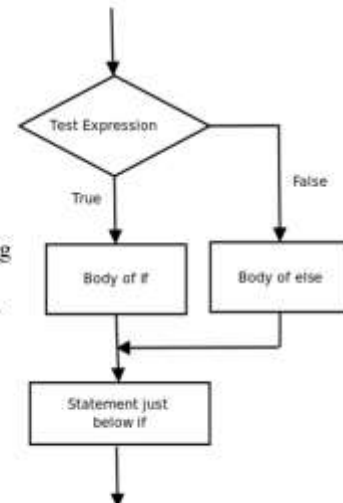 Test Expression
True
False
g
Body of If
Body of else
Statement just
below if